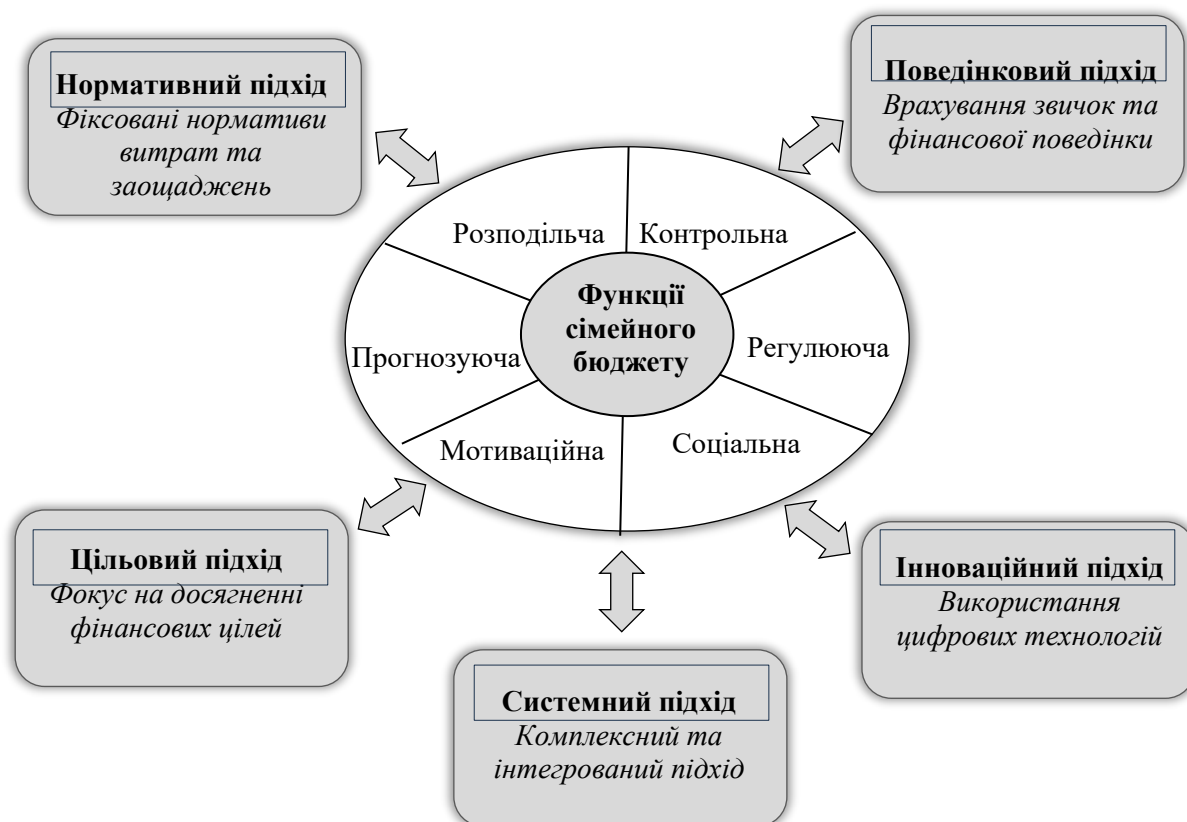 Нормативний підхід
Фіксовані нормативи
витрат та
заощаджень
Поведінковий підхід
Врахування звичок та
фінансової поведінки
Розподільча
Контрольна
Функції
сімейного
бюджету
Прогнозуюча
Регулююча
Мотиваційна
Соціальна
Цільовий підхід
Фокус на досягненні
фінансових цілей
Інноваційний підхід
Використання
цифрових технологій
Системний підхід
Комплексний та
інтегрований підхід